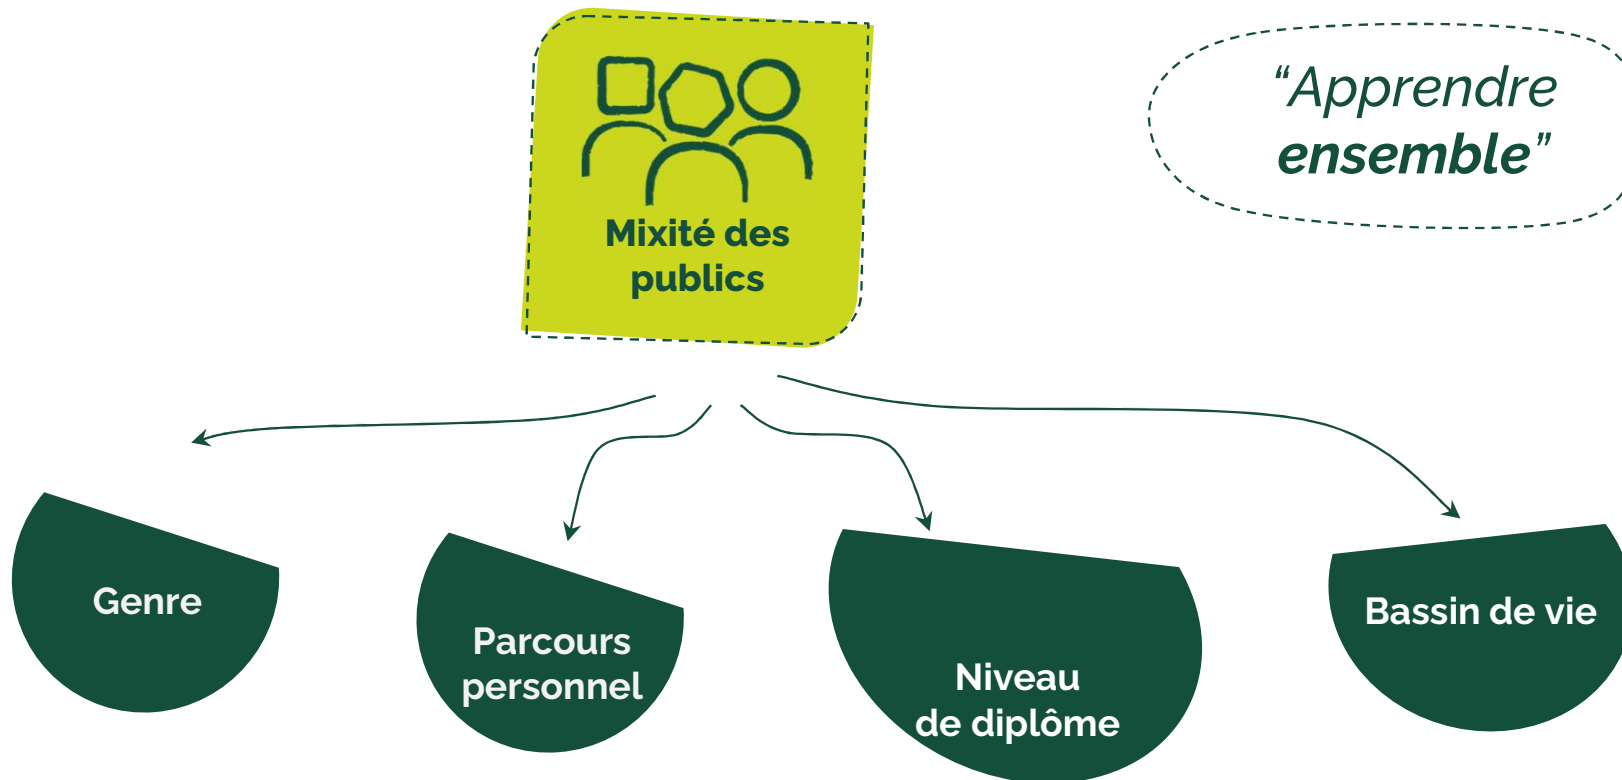 “Apprendre
ensemble”
Mixité des
publics
Genre
Parcours
personnel
Niveau
de diplôme
Bassin de vie